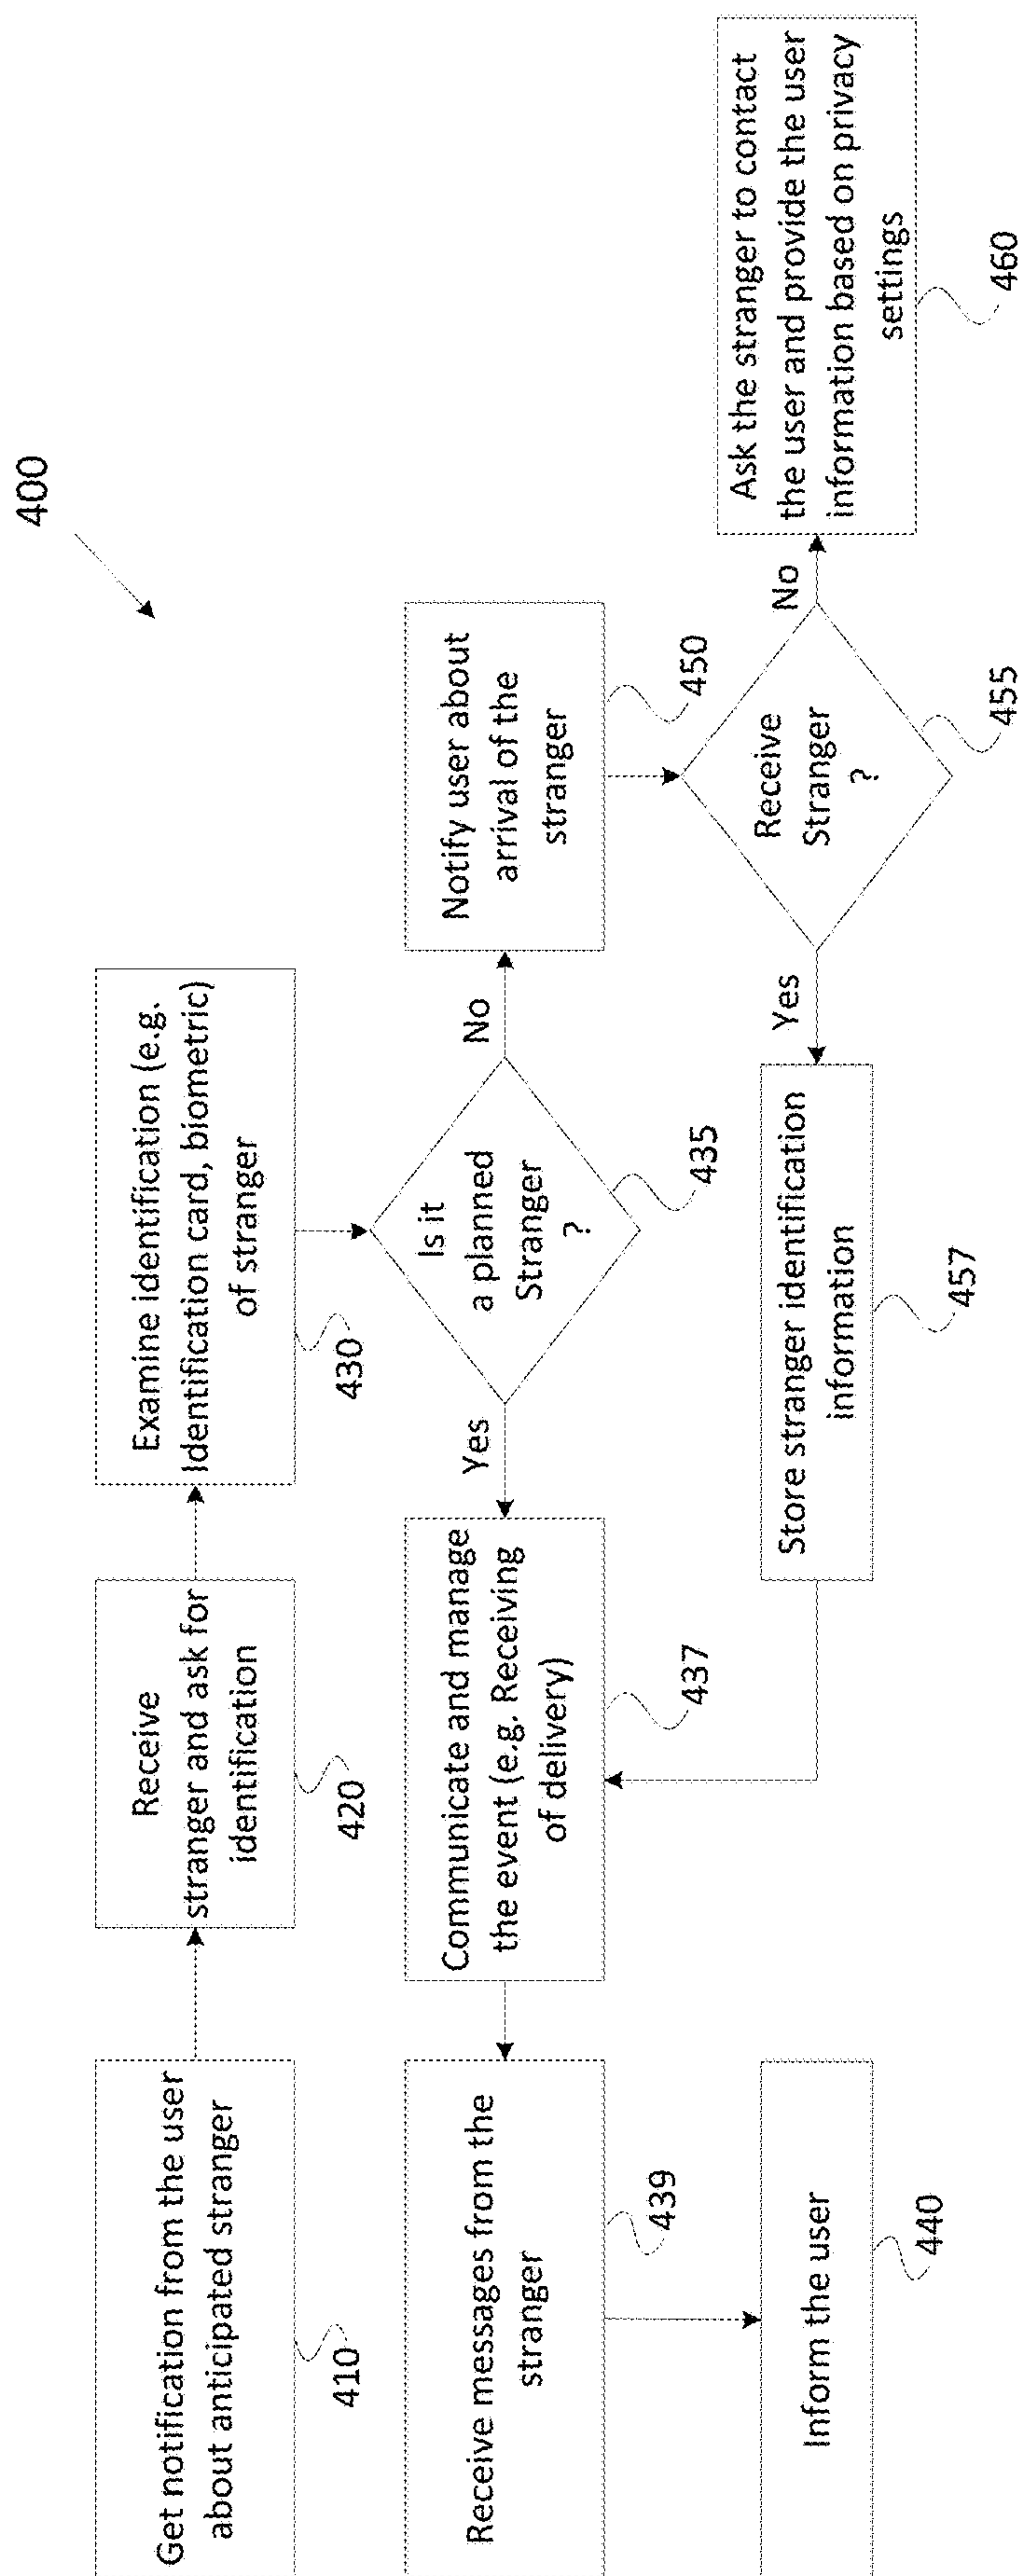 400
Get notification from the user
about anticipated stranger
410
Receive
stranger and ask for
identification
420
Examine identification (e.g.
Identification card, biometric)
of stranger
430
Is it
a planned
Stranger
?
435
Yes
No
Communicate and manage
the event (e.g. Receiving
of delivery)
437
Receive messages from the
stranger
439
Inform the user
440
Notify user about
arrival of the
stranger
450
Receive
Stranger
?
455
Yes
No
Store stranger identification
information
457
Ask the stranger to contact
the user and provide the user
information based on privacy
settings
460